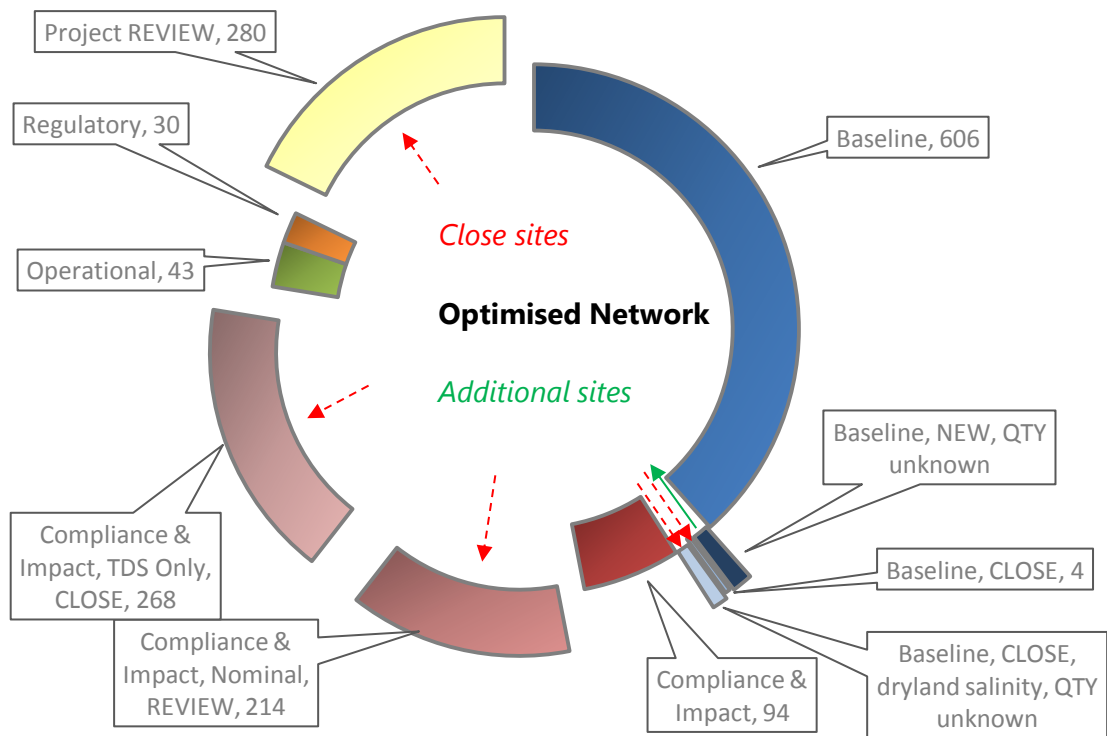 Project REVIEW, 280
Regulatory, 30
Operational, 43
Baseline, 606
Close sites
Optimised Network
Additional sites
Baseline, NEW, QTY
unknown
Baseline, CLOSE, 4
Baseline, CLOSE,
dryland salinity, QTY
unknown
Compliance &
Impact, 94
Compliance &
Impact, Nominal,
REVIEW, 214
Compliance &
Impact, TDS Only,
CLOSE, 268